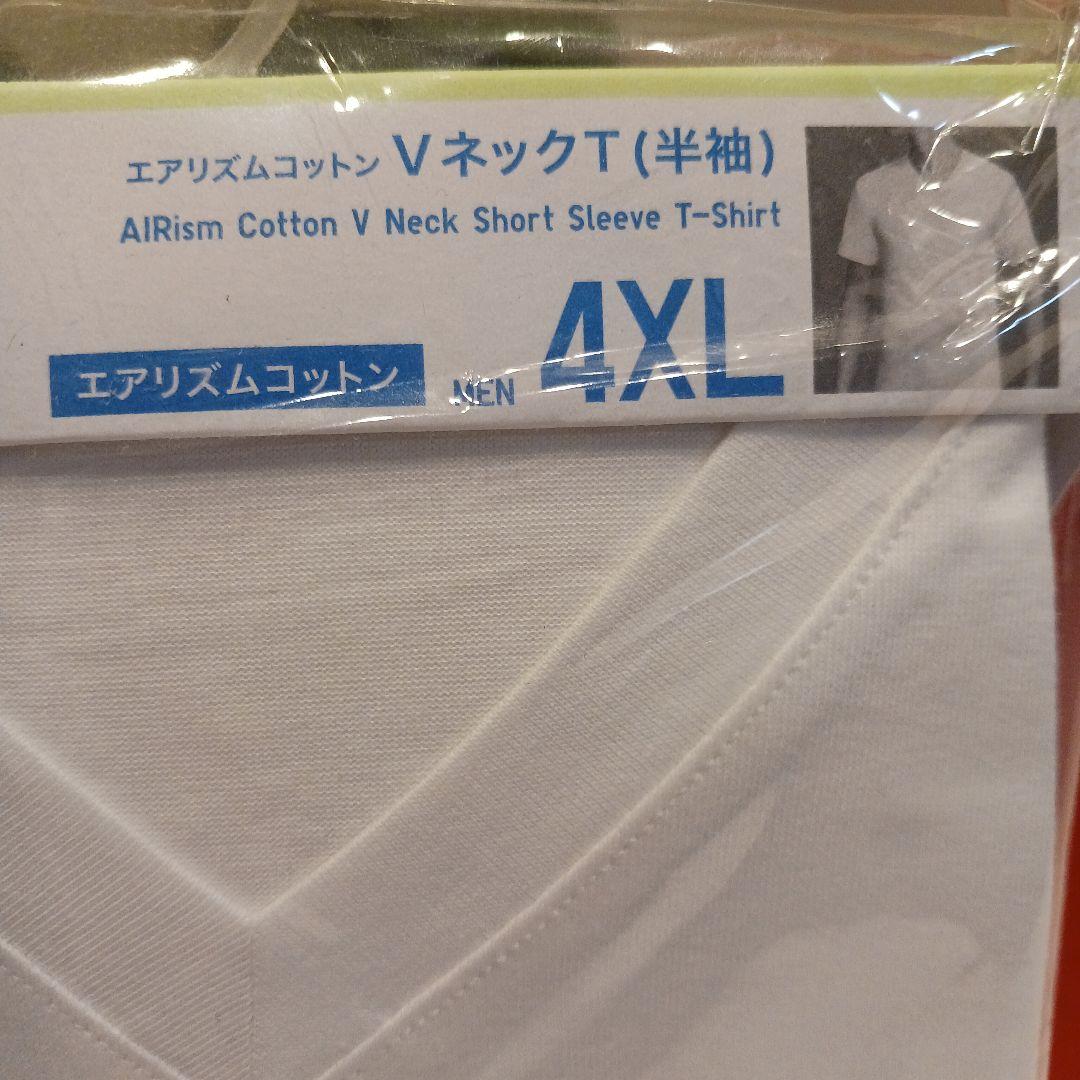 エアリズムコットン VネックT(半袖)
AIRism Cotton V Neck Short Sleeve T-Shirt
エアリズムコットン MEN 4XL